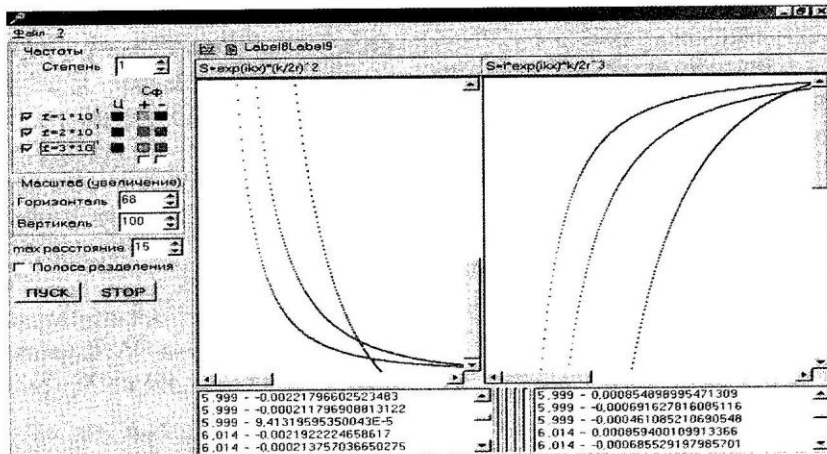 Файл ?
Частоты
Степень 1
Сф
Ц + -
f=1*10
f=2*10
f=3*10
Масштаб (увеличение)
Горизонталь 68
Вертикаль 100
max расстояние 15
Полоса разделения
ПУСК STOP
Label8Label9
S=exp(ikx)*(k/2r)^2
S=i*exp(ikx)*k/2r^3
5.999 - -0.00221796602523483
5.999 - -0.000211796908813122
5.999 - 9.41319595350043E-5
6.014 - -0.0021922224658617
6.014 - -0.000213757036650275
5.999 - 0.000854898995471309
5.999 - -0.000691627816085116
5.999 - -0.000461085210690548
6.014 - 0.000859400109913366
6.014 - -0.000685529197985701